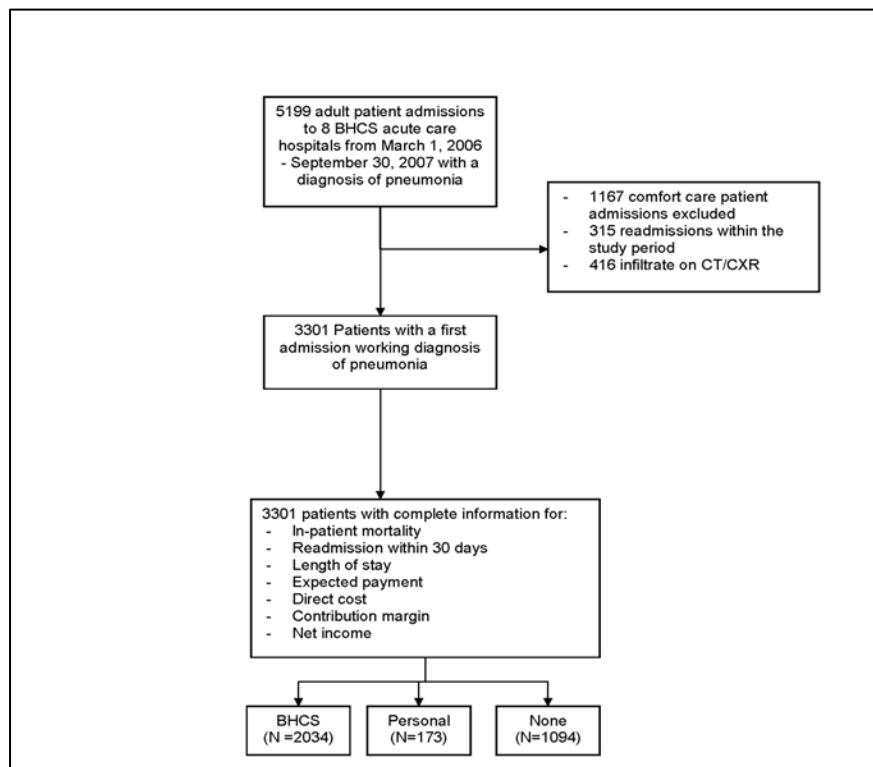 5199 adult patient admissions
to 8 BHCS acute care
hospitals from March 1, 2006
- September 30, 2007 with a
diagnosis of pneumonia
- 1167 comfort care patient
admissions excluded
- 315 readmissions within the
study period
- 416 infiltrate on CT/CXR
3301 Patients with a first
admission working diagnosis
of pneumonia
3301 patients with complete information for:
- In-patient mortality
- Readmission within 30 days
- Length of stay
- Expected payment
- Direct cost
- Contribution margin
- Net income
BHCS
(N =2034)
Personal
(N=173)
None
(N=1094)